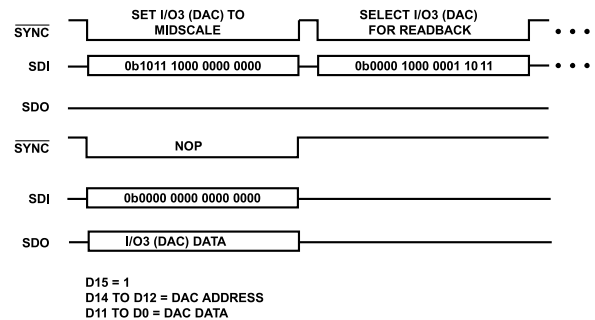 SET I/O3 (DAC) TO
MIDSCALE
SELECT I/O3 (DAC)
FOR READBACK
SYNC
SDI
0b1011 1000 0000 0000
0b0000 1000 0001 1011
SDO
SYNC
NOP
SDI
0b0000 0000 0000 0000
SDO
I/O3 (DAC) DATA
D15 = 1
D14 TO D12 = DAC ADDRESS
D11 TO D0 = DAC DATA